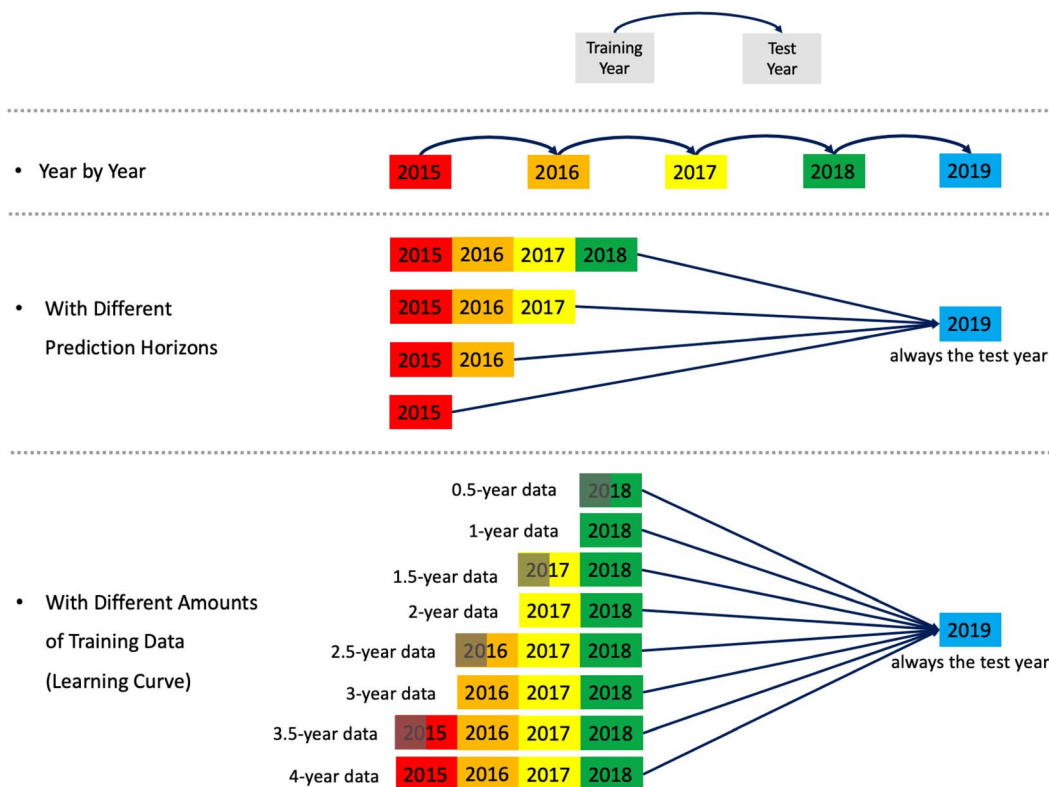 Training
Year
Test
Year
• Year by Year
2015 2016 2017 2018 2019
• With Different
Prediction Horizons
2015 2016 2017 2018
2015 2016 2017
2015 2016
2015
2019
always the test year
• With Different Amounts
of Training Data
(Learning Curve)
0.5-year data 2018
1-year data 2018
1.5-year data 2017 2018
2-year data 2017 2018
2.5-year data 2016 2017 2018
3-year data 2016 2017 2018
3.5-year data 2015 2016 2017 2018
4-year data 2015 2016 2017 2018
2019
always the test year